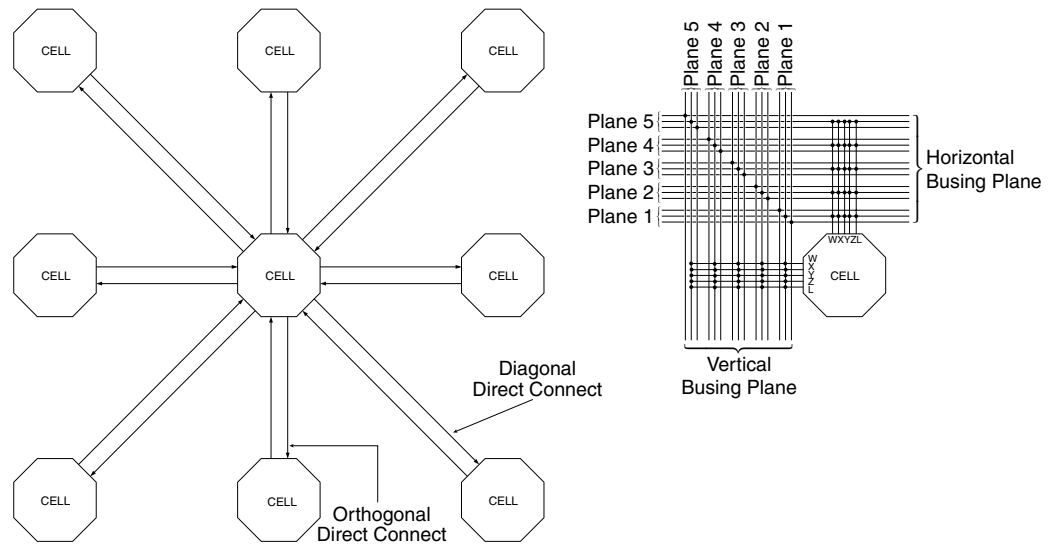 CELL
CELL
CELL
CELL
CELL
CELL
CELL
CELL
CELL
Diagonal
Direct Connect
Orthogonal
Direct Connect
Plane 5
Plane 4
Plane 3
Plane 2
Plane 1
Plane 5
Plane 4
Plane 3
Plane 2
Plane 1
Horizontal
Busing Plane
WXYZL
W
X
Y
Z
L
CELL
Vertical
Busing Plane